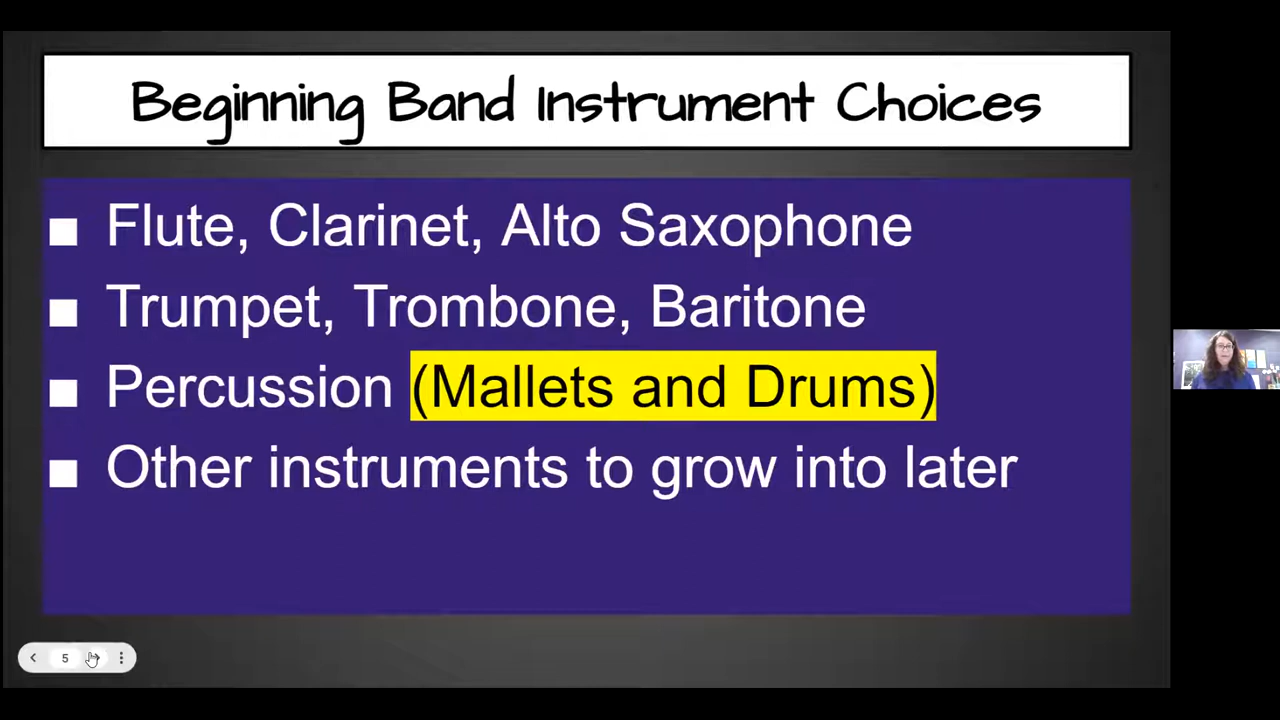 Beginning Band Instrument Choices
■ Flute, Clarinet, Alto Saxophone
■ Trumpet, Trombone, Baritone
■ Percussion (Mallets and Drums)
■ Other instruments to grow into later
5